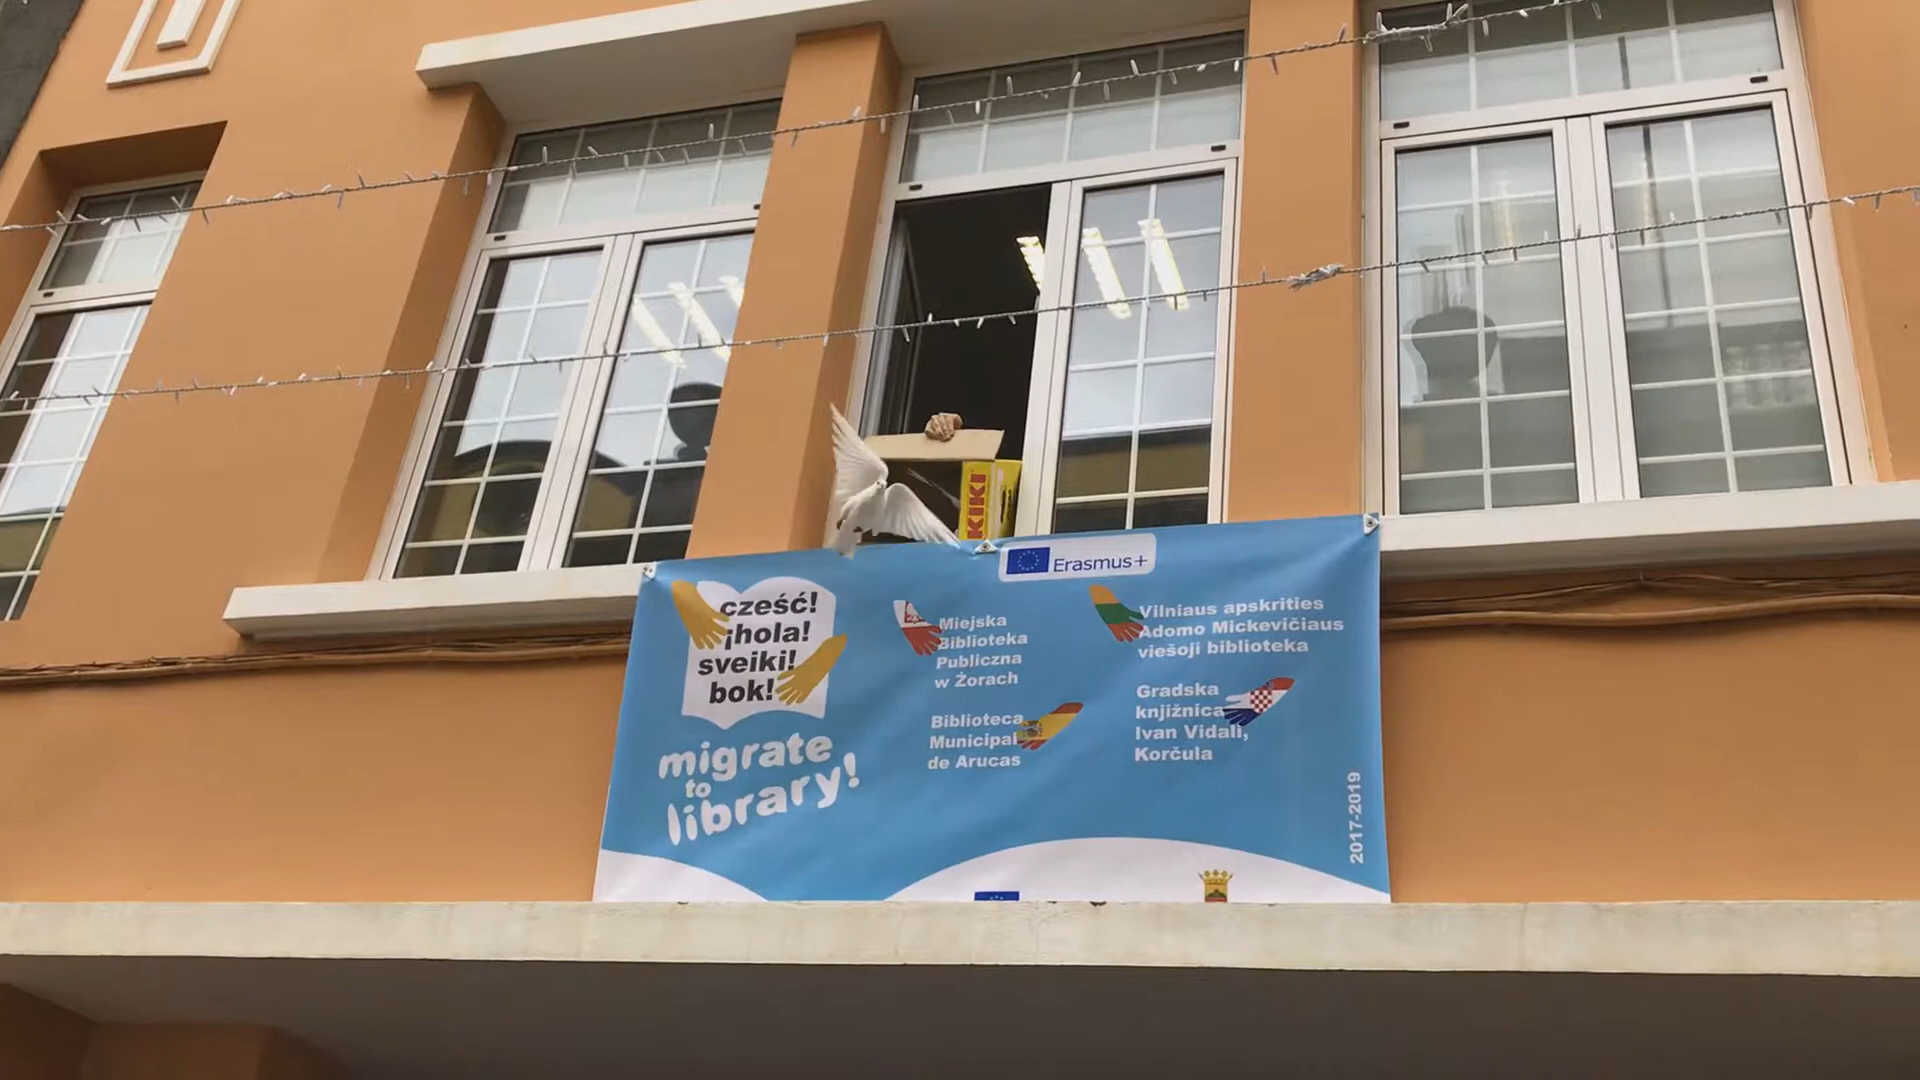 KIKI
Erasmus+
cześć!
¡hola!
sveiki!
bok!
migrate
to
library!
Miejska
Biblioteka
Publiczna
w Żorach
Biblioteca
Municipal
de Arucas
Vilniaus apskrities
Adomo Mickevičiaus
viešoji biblioteka
Gradska
knjižnica
Ivan Vidali,
Korčula
2017-2019